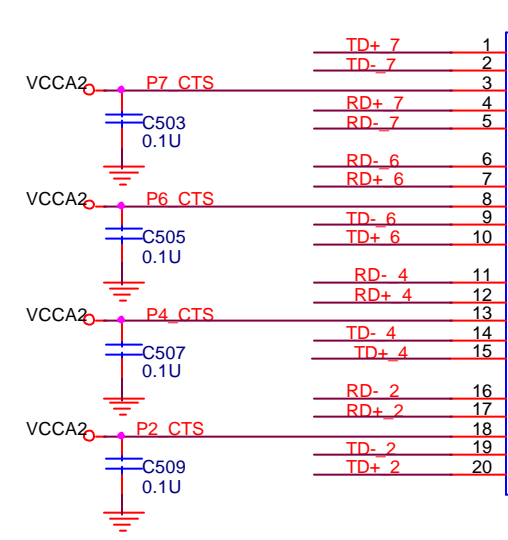 TD+_7 1
TD-_7 2
VCCA2 P7_CTS 3
RD+_7 4
C503 RD-_7 5
0.1U
RD-_6 6
RD+_6 7
VCCA2 P6_CTS 8
TD-_6 9
C505 TD+_6 10
0.1U
RD-_4 11
RD+_4 12
VCCA2 P4_CTS 13
TD-_4 14
C507 TD+_4 15
0.1U
RD-_2 16
RD+_2 17
VCCA2 P2_CTS 18
TD-_2 19
C509 TD+_2 20
0.1U